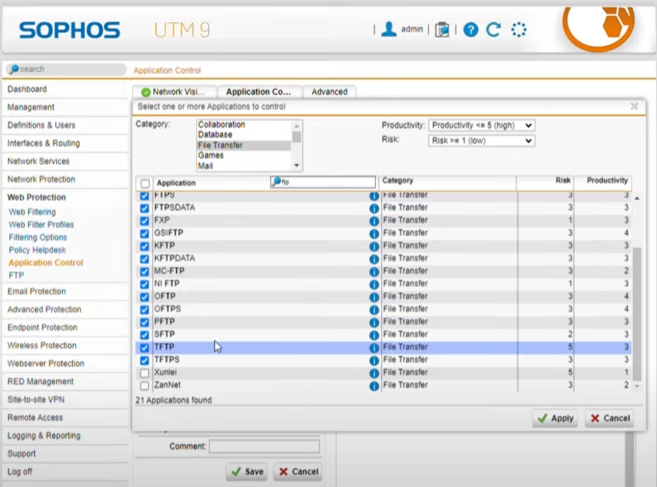 SOPHOS UTM 9
admin
search
Application Control
Dashboard
Management
Definitions & Users
Interfaces & Routing
Network Services
Network Protection
Web Protection
Web Filtering
Web Filter Profiles
Filtering Options
Policy Helpdesk
Application Control
FTP
Email Protection
Advanced Protection
Endpoint Protection
Wireless Protection
Webserver Protection
RED Management
Site-to-site VPN
Remote Access
Logging & Reporting
Support
Log off
Network Visi... Application Co... Advanced
Select one or more Applications to control
Category:
Collaboration
Database
File Transfer
Games
Mail
Productivity: Productivity <= 5 (high)
Risk: Risk >= 1 (low)
Application ftp Category Risk Productivity
FTPS File Transfer 3 3
FTPSDATA File Transfer 3 3
FXP File Transfer 1 3
GSIFTP File Transfer 3 4
KFTP File Transfer 3 3
KFTPDATA File Transfer 3 3
MC-FTP File Transfer 3 2
NI FTP File Transfer 1 3
OFTP File Transfer 3 4
OFTPS File Transfer 3 4
PFTP File Transfer 3 3
SFTP File Transfer 2 3
TFTP File Transfer 5 3
TFTPS File Transfer 3 3
Xunlei File Transfer 5 1
ZanNet File Transfer 3 2
21 Applications found
Apply Cancel
Comment:
Save Cancel